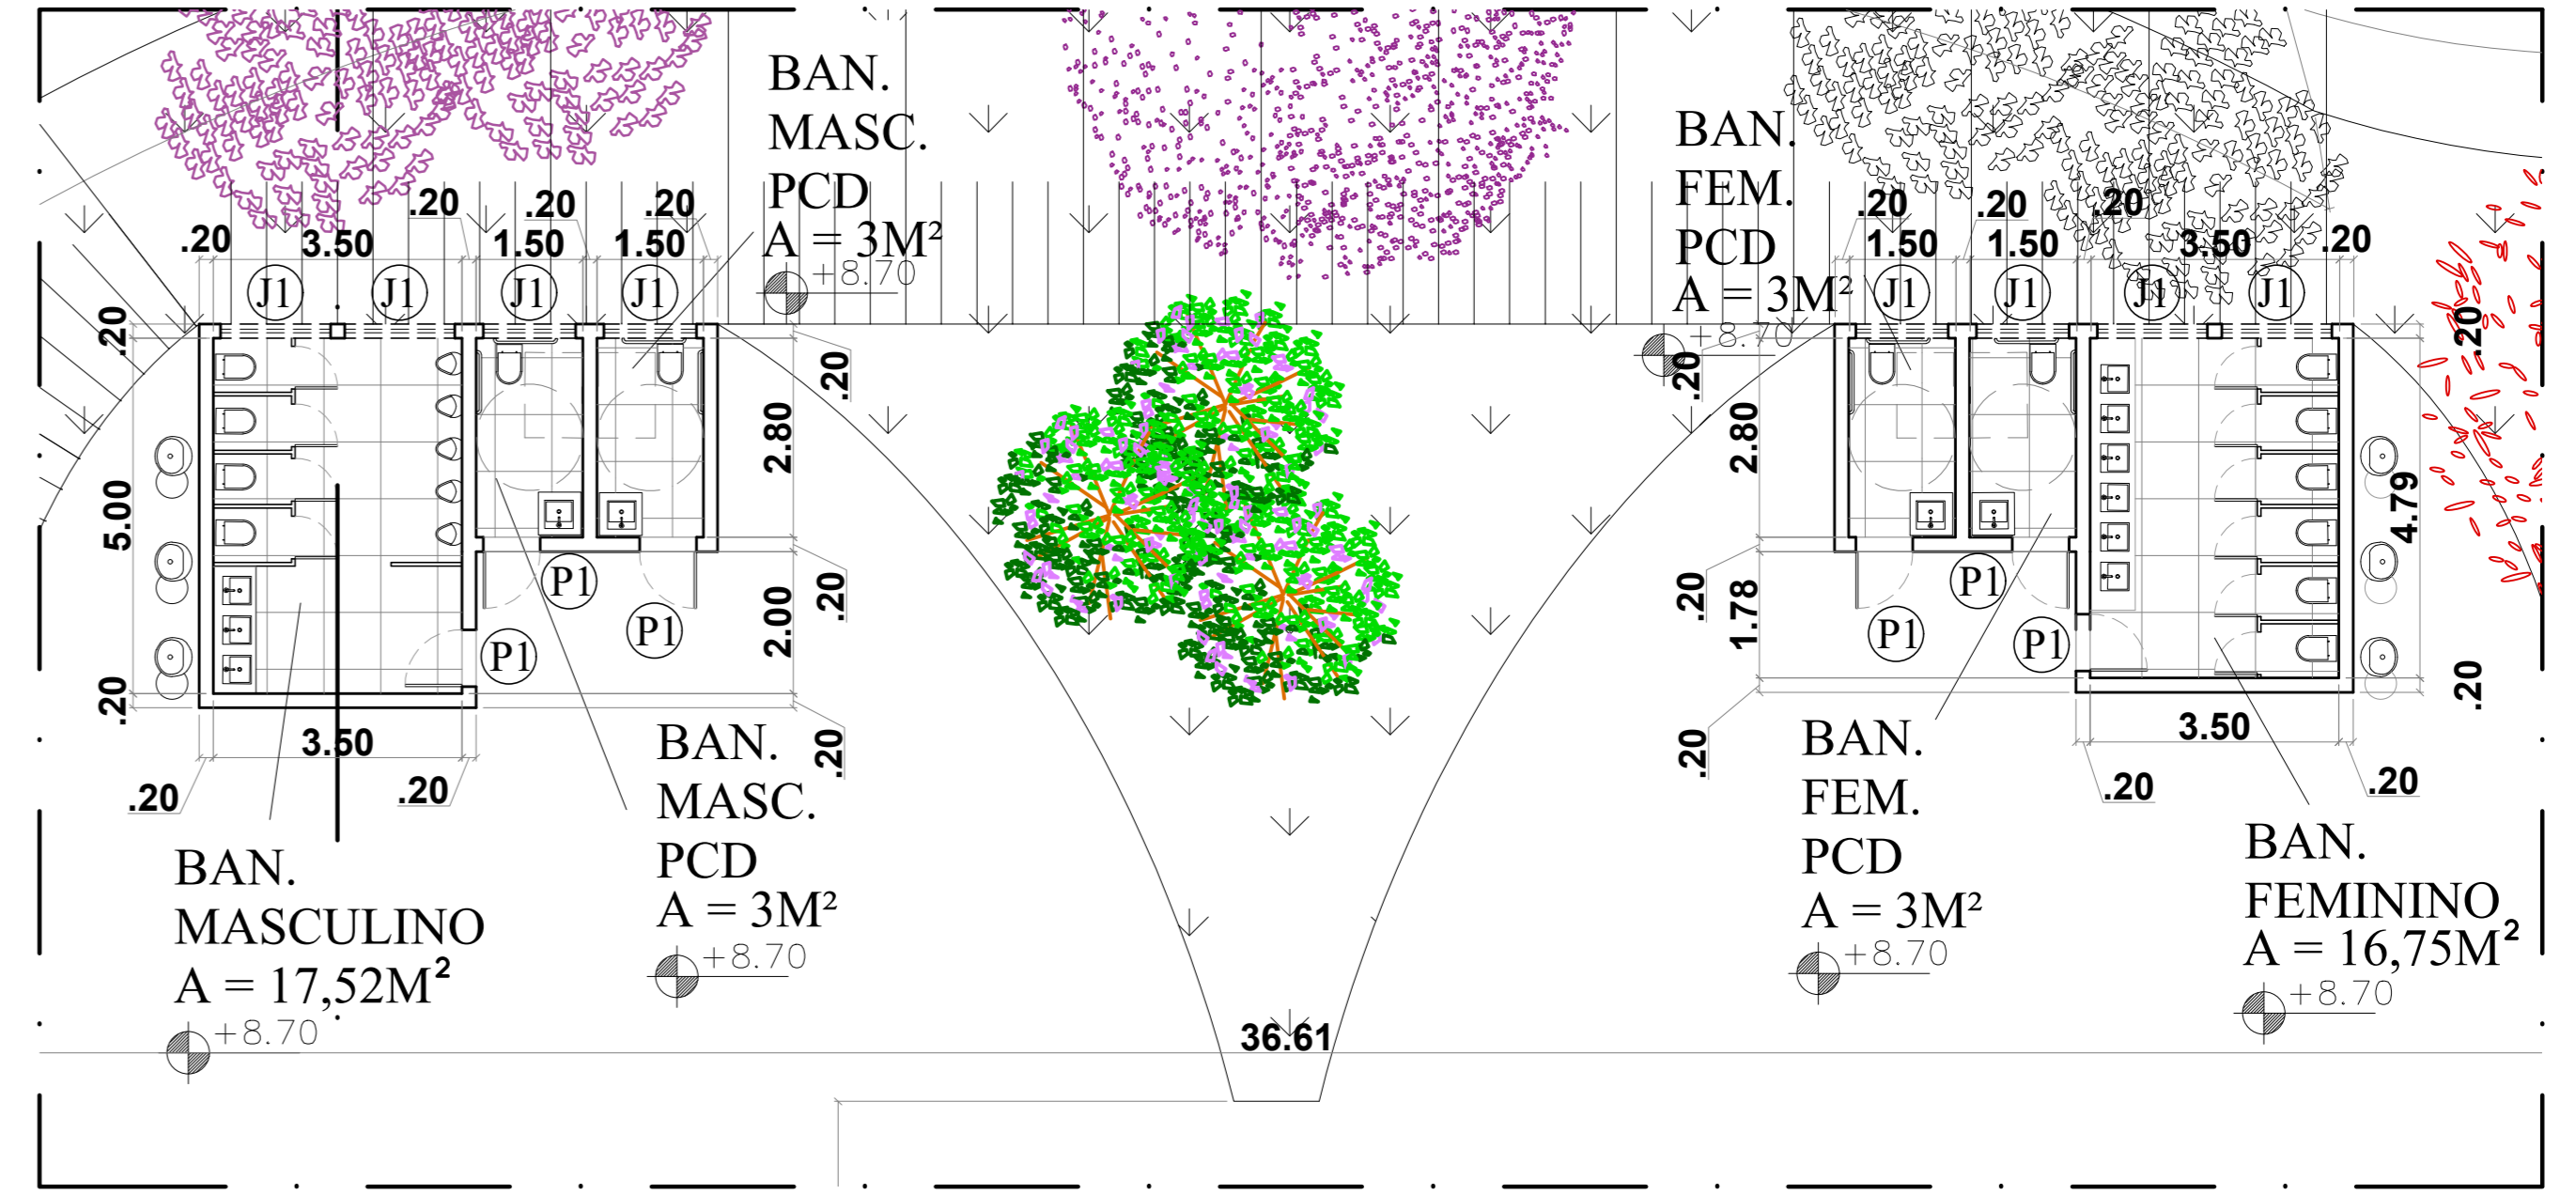 BAN.
MASC.
PCD
A = 3M²
+8.70
BAN.
FEM.
PCD
A = 3M²
+8.70
.20
3.50
.20
1.50
.20
1.50
.20
J1
J1
J1
J1
.20
1.50
.20
1.50
.20
3.50
.20
J1
J1
J1
J1
.20
5.00
.20
.20
2.80
.20
2.00
.20
P1
P1
P1
3.50
.20
.20
.20
2.80
.20
1.78
.20
P1
P1
P1
.20
4.79
.20
3.50
.20
.20
BAN.
MASCULINO
A = 17,52M²
+8.70
BAN.
MASC.
PCD
A = 3M²
+8.70
BAN.
FEM.
PCD
A = 3M²
+8.70
BAN.
FEMININO
A = 16,75M²
+8.70
36.61